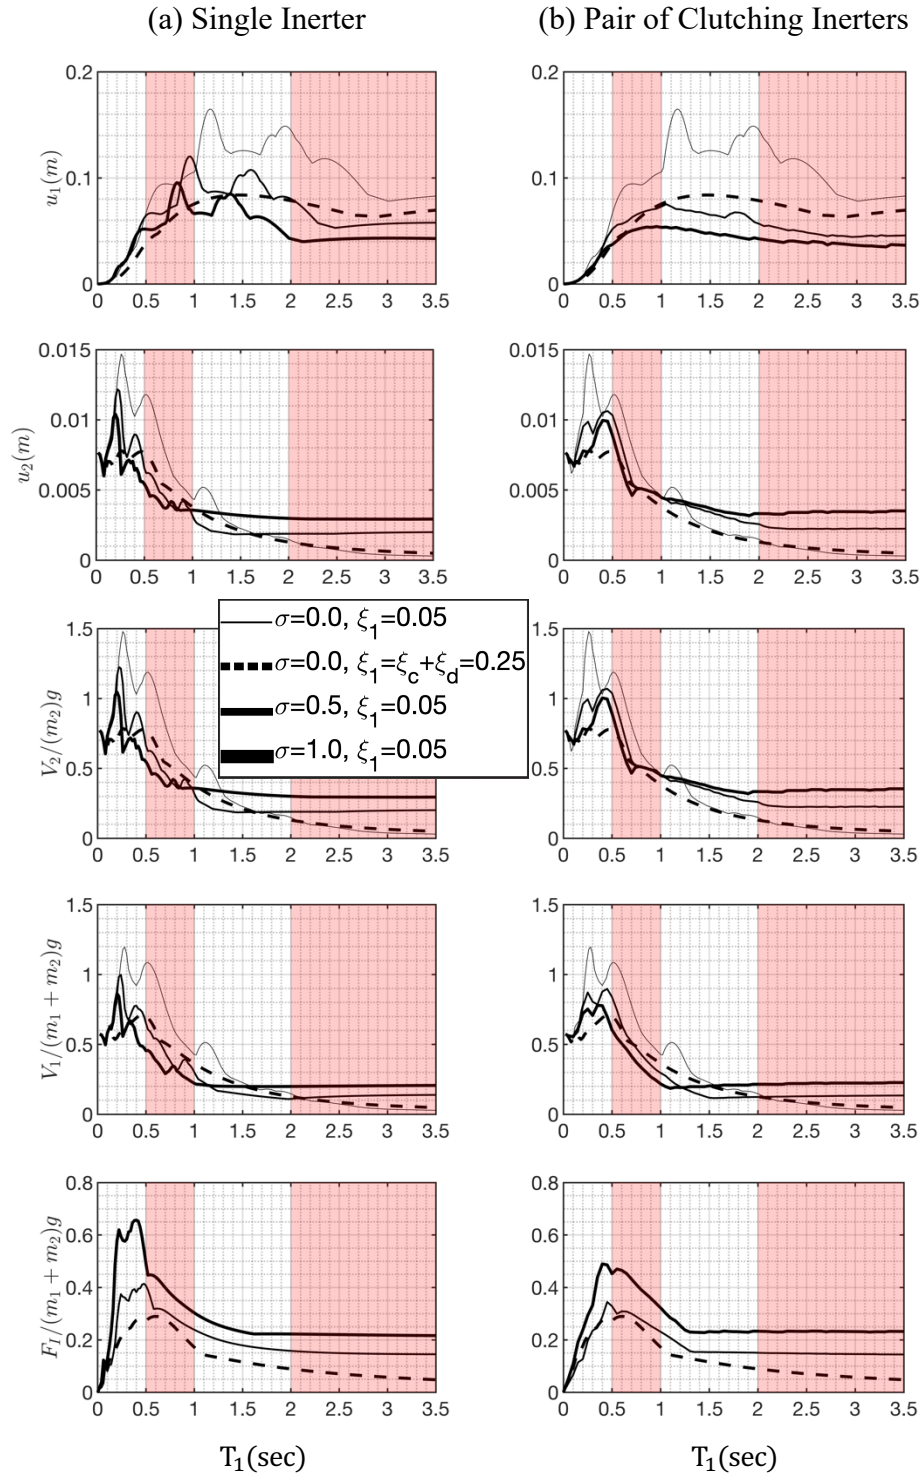 (a) Single Inerter
(b) Pair of Clutching Inerters
u₁(m)
0.2
0.1
0
0 0.5 1 1.5 2 2.5 3 3.5
0.2
0.1
0
0 0.5 1 1.5 2 2.5 3 3.5
u₂(m)
0.015
0.01
0.005
0
0 0.5 1 1.5 2 2.5 3 3.5
0.015
0.01
0.005
0
0 0.5 1 1.5 2 2.5 3 3.5
σ=0.0, ξ₁=0.05
σ=0.0, ξ₁=ξc+ξd=0.25
σ=0.5, ξ₁=0.05
σ=1.0, ξ₁=0.05
V₂/(m₂)g
1.5
1
0.5
0
0 0.5 1 1.5 2 2.5 3 3.5
1.5
1
0.5
0
0 0.5 1 1.5 2 2.5 3 3.5
V₁/(m₁ + m₂)g
1.5
1
0.5
0
0 0.5 1 1.5 2 2.5 3 3.5
1.5
1
0.5
0
0 0.5 1 1.5 2 2.5 3 3.5
F_I/(m₁ + m₂)g
0.8
0.6
0.4
0.2
0
0 0.5 1 1.5 2 2.5 3 3.5
0.8
0.6
0.4
0.2
0
0 0.5 1 1.5 2 2.5 3 3.5
T₁(sec)
T₁(sec)